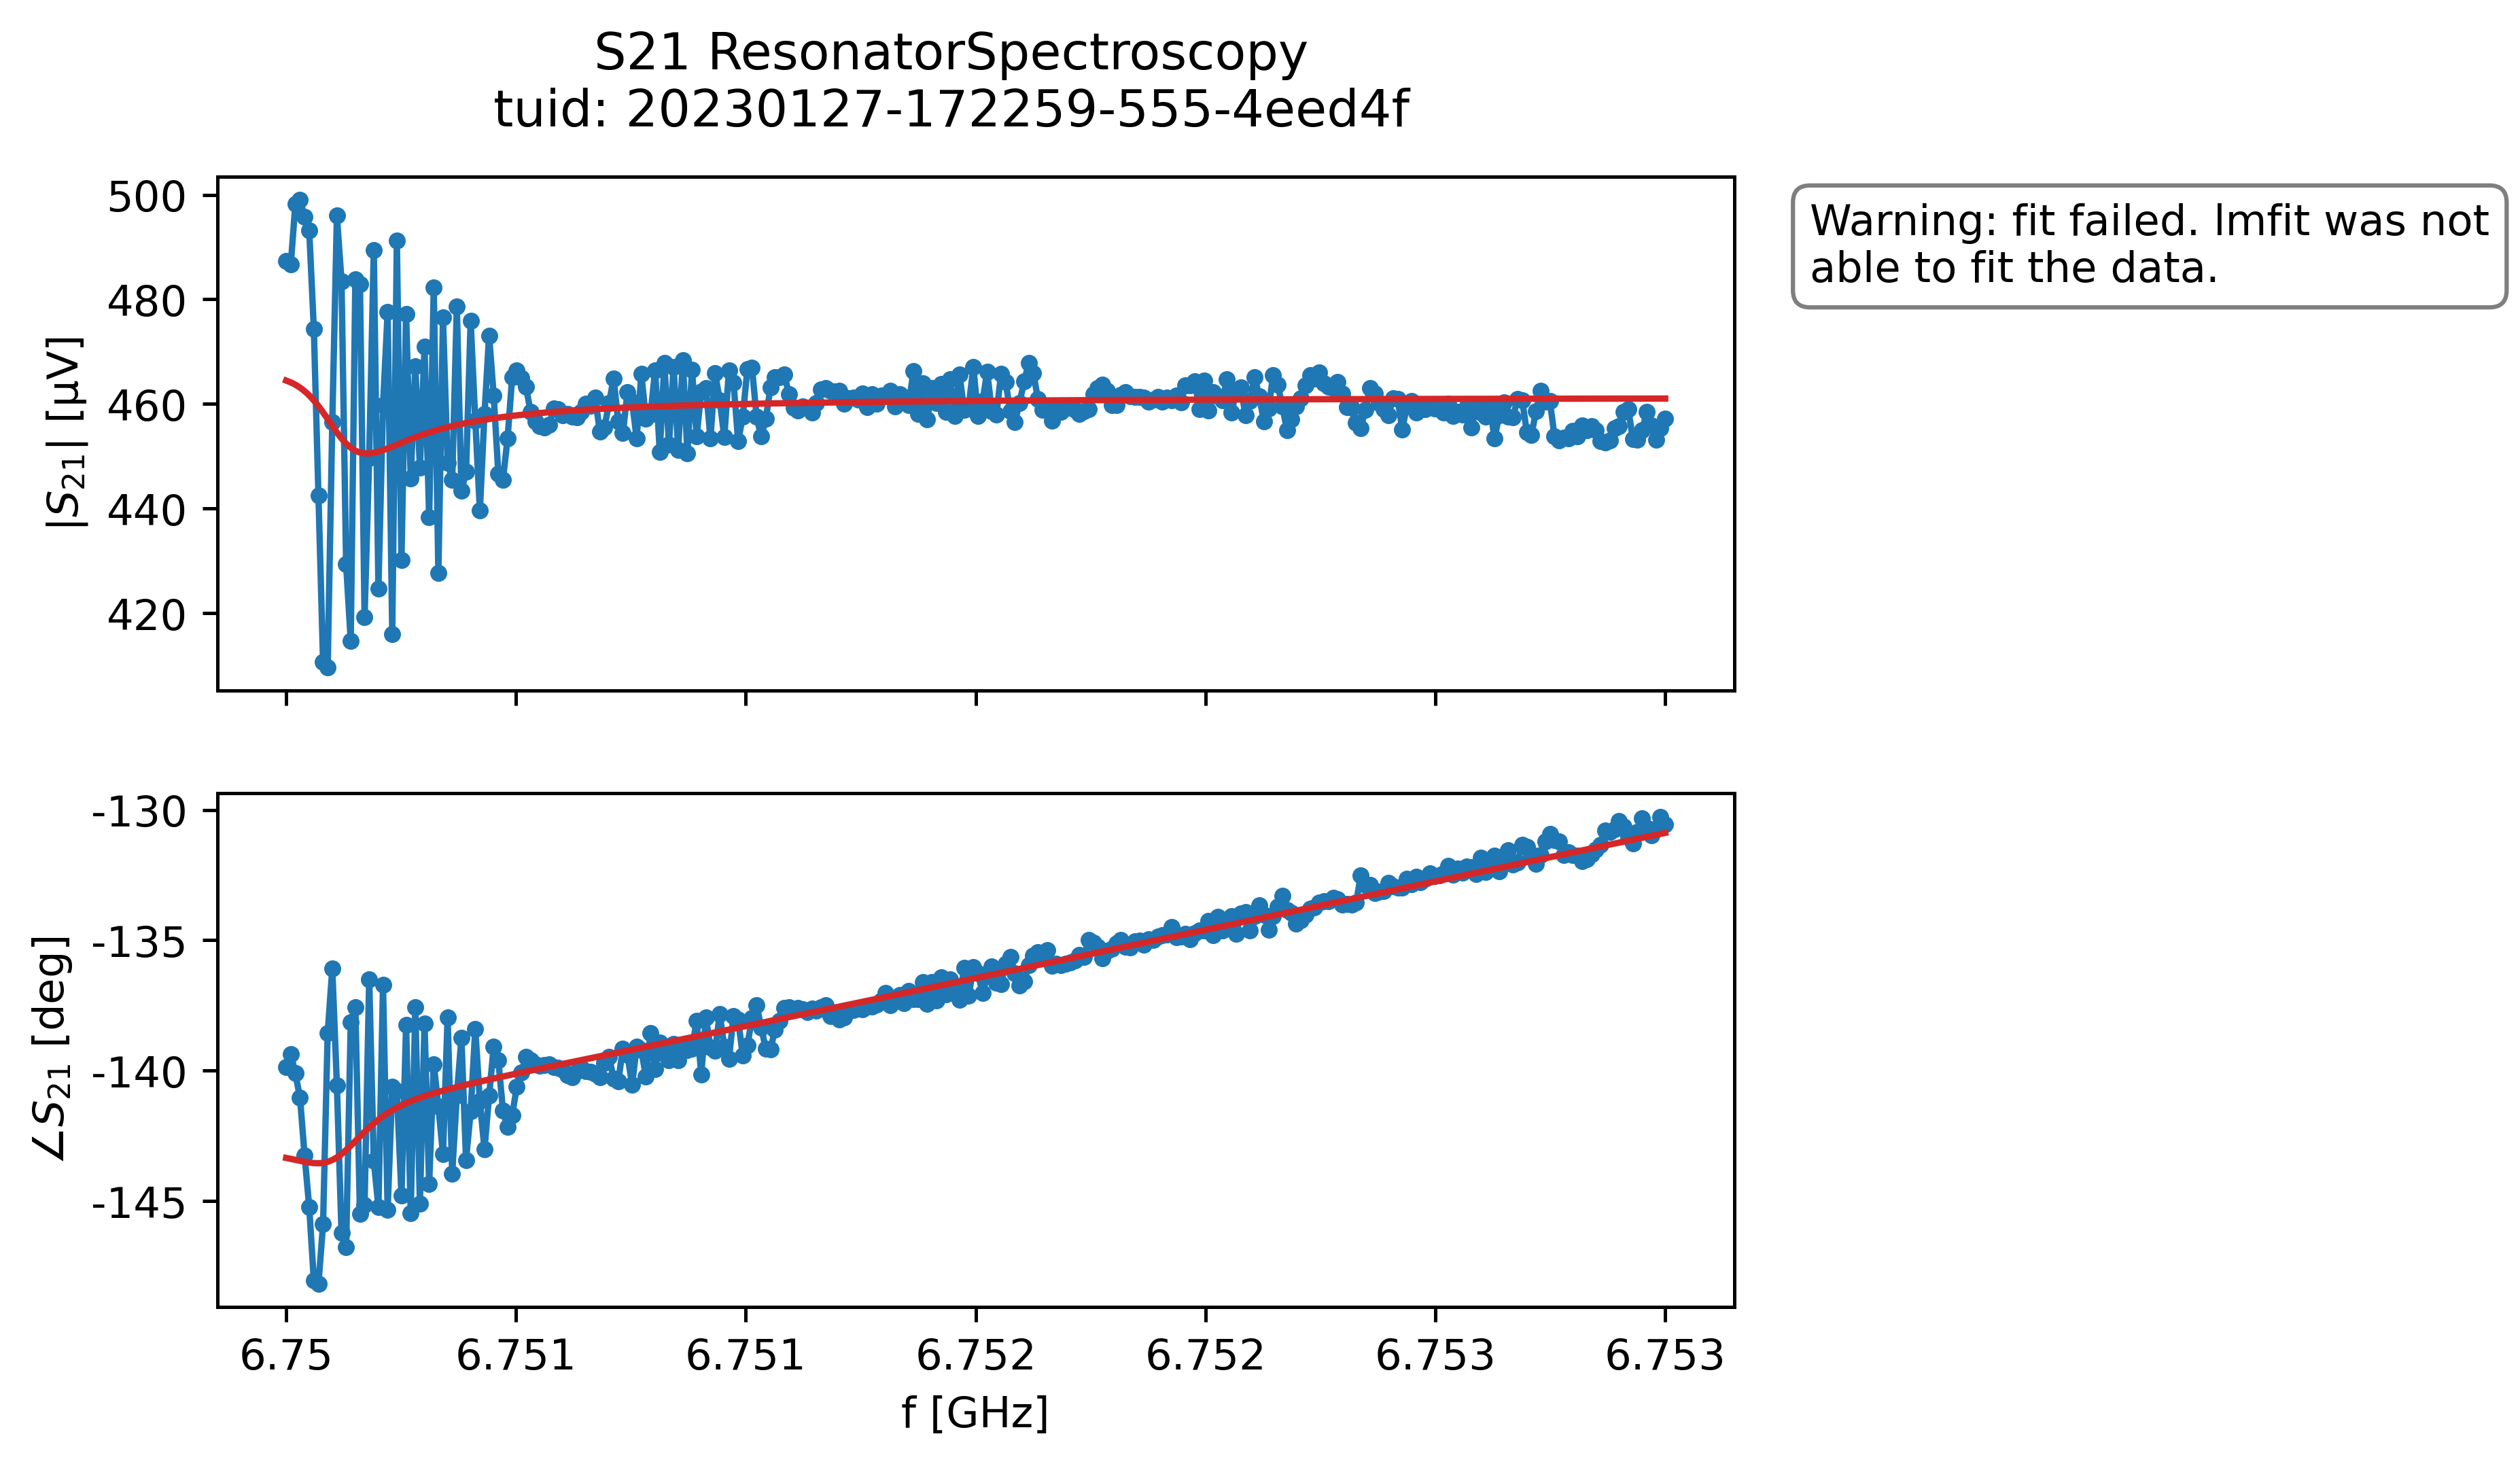 S21 ResonatorSpectroscopy
tuid: 20230127-172259-555-4eed4f
500
480
460
440
420
|S21| [µV]
Warning: fit failed. lmfit was not
able to fit the data.
-130
-135
-140
-145
∠S21 [deg]
6.75 6.751 6.751 6.752 6.752 6.753 6.753
f [GHz]